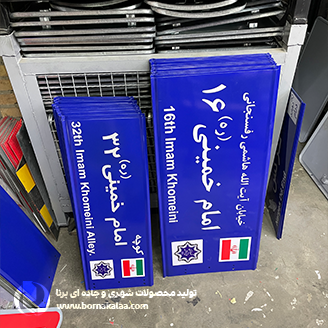 کوچه
امام خمینی (ره) ۳۲
32th Imam Khomeini Alley.
خیابان آیت الله هاشمی رفسنجانی
امام خمینی (ره) ۱۶
16th Imam Khomeini
تولید محصولات شهری و جاده ای برنا
www.bornakalaa.com